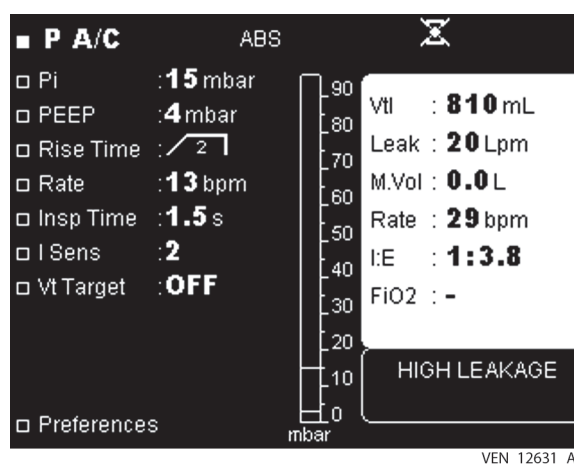 P A/C ABS
Pi :15 mbar
PEEP :4 mbar
Rise Time : 2
Rate :13 bpm
Insp Time :1.5 s
I Sens :2
Vt Target :OFF
Preferences
90
80
70
60
50
40
30
20
10
0
mbar
VtI : 810 mL
Leak : 20 Lpm
M.Vol : 0.0 L
Rate : 29 bpm
I:E : 1:3.8
FiO2 : -
HIGH LEAKAGE
VEN 12631 A